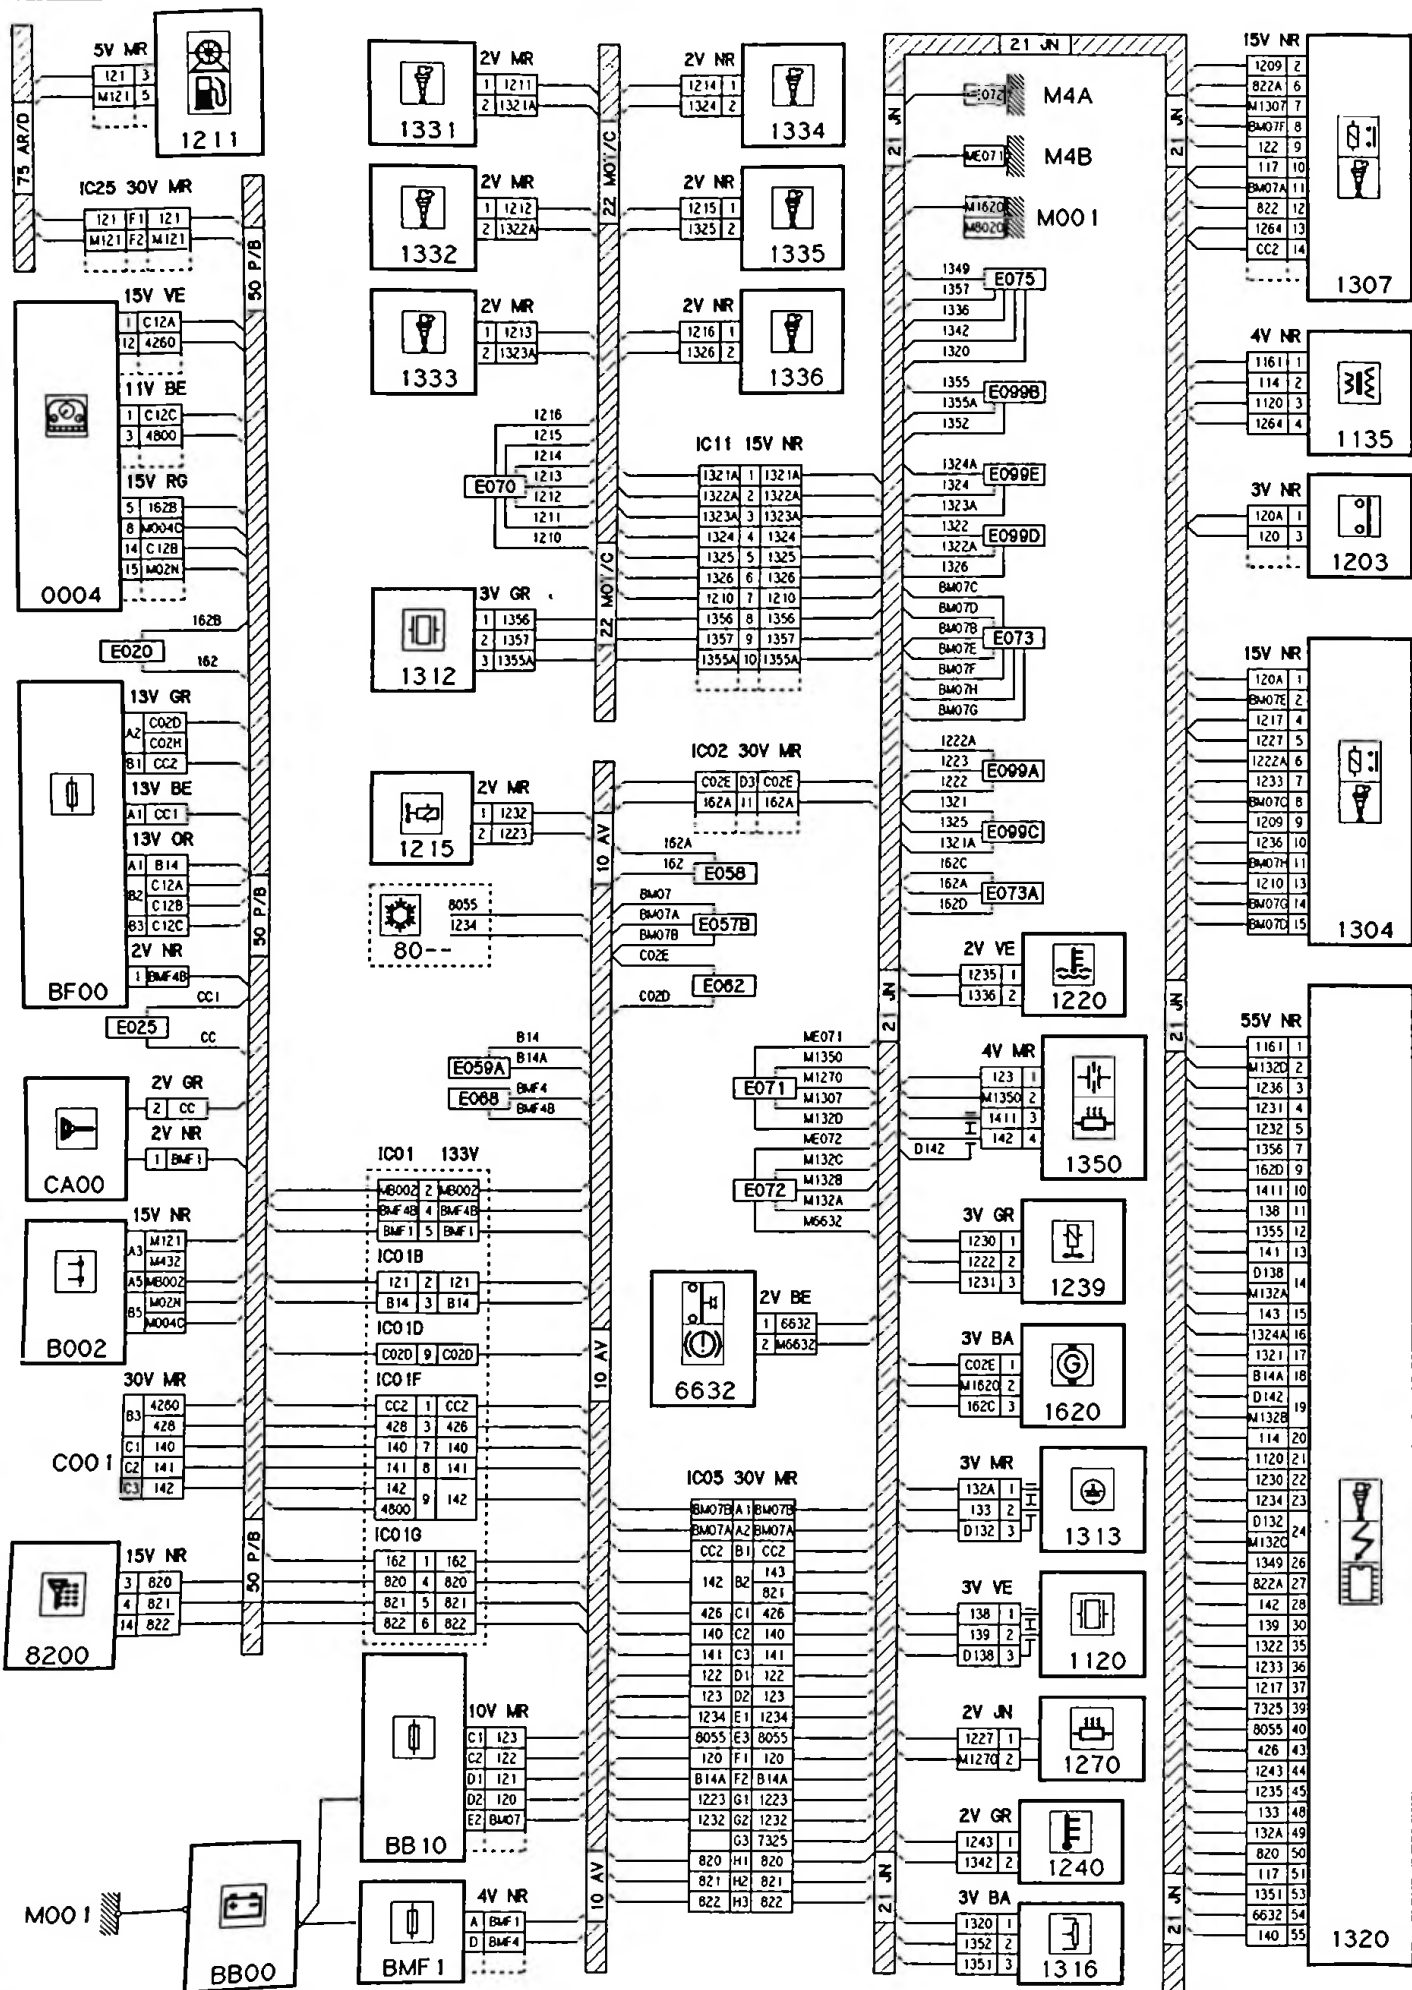 75 AR/D
5V MR
121 3
M121 5
1211
IC25 30V MR
121 F1 121
M121 F2 M121
50 P/B
15V VE
1 C12A
12 4260
11V BE
1 C12C
3 4800
15V RG
5 162B
8 M004C
14 C12B
15 M02N
0004
162B
E020
162
13V GR
A2 C02D
C02H
B1 CC2
13V BE
A1 CC1
13V OR
A1 B14
B2 C12A
C12B
B3 C12C
2V NR
1 BMF4B
BF00
50 P/B
CC1
E025
CC
2V GR
2 CC
2V NR
1 BMF1
CA00
15V NR
A3 M121
M432
A5 MB002
B5 M02N
M004C
B002
30V MR
B3 4260
428
C1 140
C2 141
C3 142
C001
50 P/B
15V NR
3 820
4 821
14 822
8200
M001
BB00
2V MR
1 1211
2 1321A
1331
2V MR
1 1212
2 1322A
1332
2V MR
1 1213
2 1323A
1333
22 MOT/C
2V NR
1214 1
1324 2
1334
2V NR
1215 1
1325 2
1335
2V NR
1216 1
1326 2
1336
1216
1215
1214
1213
1212
1211
1210
E070
22 MOT/C
3V GR
1 1356
2 1357
3 1355A
1312
IC11 15V NR
1321A 1 1321A
1322A 2 1322A
1323A 3 1323A
1324 4 1324
1325 5 1325
1326 6 1326
1210 7 1210
1356 8 1356
1357 9 1357
1355A 10 1355A
2V MR
1 1232
2 1223
1215
10 AV
IC02 30V MR
C02E D3 C02E
162A I1 162A
162A
162
E058
BM07
BM07A
BM07B
E057B
C02E
E062
C02D
8055
1234
80--
B14
B14A
E059A
BMF4
BMF4B
E068
IC01 133V
MB002 2 MB002
BMF4B 4 BMF4B
BMF1 5 BMF1
IC01B
121 2 121
B14 3 B14
IC01D
C02D 9 C02D
IC01F
CC2 1 CC2
428 3 426
140 7 140
141 8 141
142 9 142
4800
IC01G
162 1 162
820 4 820
821 5 821
822 6 822
10 AV
2V BE
1 6632
2 M6632
6632
IC05 30V MR
BM07B A1 BM07B
BM07A A2 BM07A
CC2 B1 CC2
142 B2 143
821
426 C1 426
140 C2 140
141 C3 141
122 D1 122
123 D2 123
1234 E1 1234
8055 E3 8055
120 F1 120
B14A F2 B14A
1223 G1 1223
1232 G2 1232
G3 7325
820 H1 820
821 H2 821
822 H3 822
10V MR
C1 123
C2 122
D1 121
D2 120
E2 BM07
BB10
4V NR
A BMF1
D BMF4
BMF1
10 AV
21 JN
21 JN
21 JN
M4A
ME071
M4B
M1620
M8020
M001
1349
1357
1336
1342
1320
E075
1355
1355A
1352
E099B
1324A
1324
1323A
E099E
1322
1322A
1326
E099D
BM07C
BM07D
BM07B
BM07E
BM07F
BM07H
BM07G
E073
1222A
1223
1222
E099A
1321
1325
1321A
E099C
162C
162A
162D
E073A
2V VE
1235 1
1336 2
1220
21 JN
ME071
M1350
M1270
M1307
M132D
E071
ME072
M132C
M132B
M132A
M6632
E072
4V MR
123 1
M1350 2
1411 3
142 4
D142
1350
3V GR
1230 1
1222 2
1231 3
1239
3V BA
C02E 1
M1620 2
162C 3
1620
3V MR
132A 1
133 2
D132 3
1313
3V VE
138 1
139 2
D138 3
1120
2V JN
1227 1
M1270 2
1270
2V GR
1243 1
1342 2
1240
3V BA
1320 1
1352 2
1351 3
1316
21 JN
21 JN
15V NR
1209 2
822A 6
M1307 7
BM07F 8
122 9
117 10
BM07A 11
822 12
1264 13
CC2 14
1307
4V NR
1161 1
114 2
1120 3
1264 4
1135
3V NR
120A 1
120 3
1203
15V NR
120A 1
BM07E 2
1217 4
1227 5
1222A 6
1233 7
BM07C 8
1209 9
1236 10
BM07H 11
1210 13
BM07G 14
BM07D 15
1304
21 JN
55V NR
1161 1
M132D 2
1236 3
1231 4
1232 5
1356 7
162D 9
1411 10
138 11
1355 12
141 13
D138 14
M132A
143 15
1324A 16
1321 17
B14A 18
D142 19
M132B
114 20
1120 21
1230 22
1234 23
D132 24
M132C
1349 26
822A 27
142 28
139 30
1322 35
1233 36
1217 37
7325 39
8055 40
426 43
1243 44
1235 45
133 48
132A 49
820 50
117 51
1351 53
6632 54
140 55
1320
21 JN